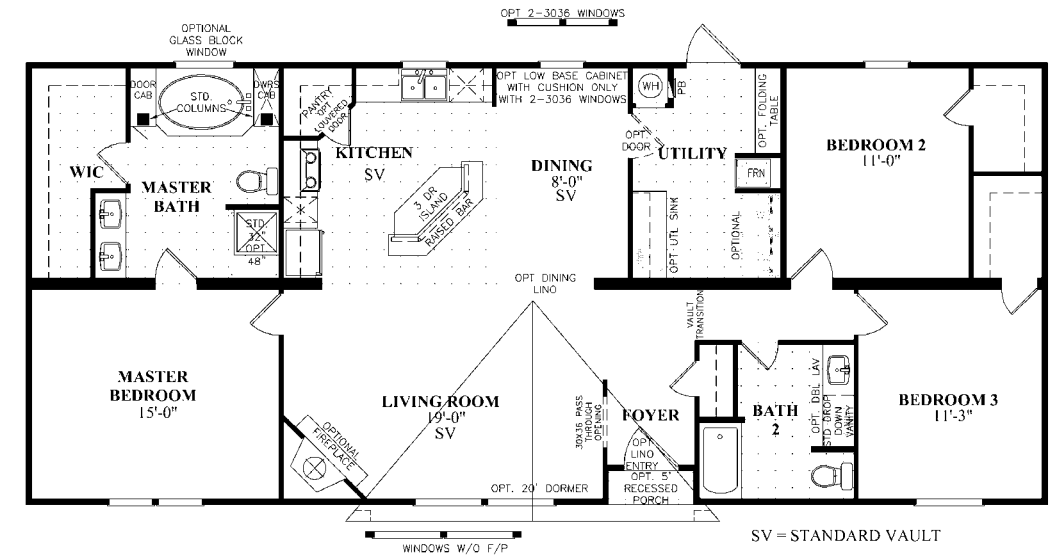 OPT 2-3036 WINDOWS
OPTIONAL
GLASS BLOCK
WINDOW
DOOR
CAB
STD.
COLUMNS
DWRS
CAB
PANTRY
OPT
LOUVERED
DOOR
OPT LOW BASE CABINET
WITH CUSHION ONLY
WITH 2-3036 WINDOWS
WH
PB
OPT. FOLDING
TABLE
OPT.
DOOR
KITCHEN
SV
DINING
8'-0"
SV
UTILITY
FRN
BEDROOM 2
11'-0"
WIC
MASTER
BATH
STD
32"
OPT
48"
3 DR
ISLAND
RAISED BAR
OPT UTL SINK
OPTIONAL
OPT DINING
LINO
VAULT
TRANSITION
MASTER
BEDROOM
15'-0"
LIVING ROOM
19'-0"
SV
OPTIONAL
FIREPLACE
30X36 PASS
THROUGH
OPENING
FOYER
OPT
LINO
ENTRY
BATH
2
OPT. DBL LAV
STD DROP
DOWN
VANITY
BEDROOM 3
11'-3"
OPT. 20' DORMER
OPT. 5'
RECESSED
PORCH
WINDOWS W/O F/P
SV = STANDARD VAULT